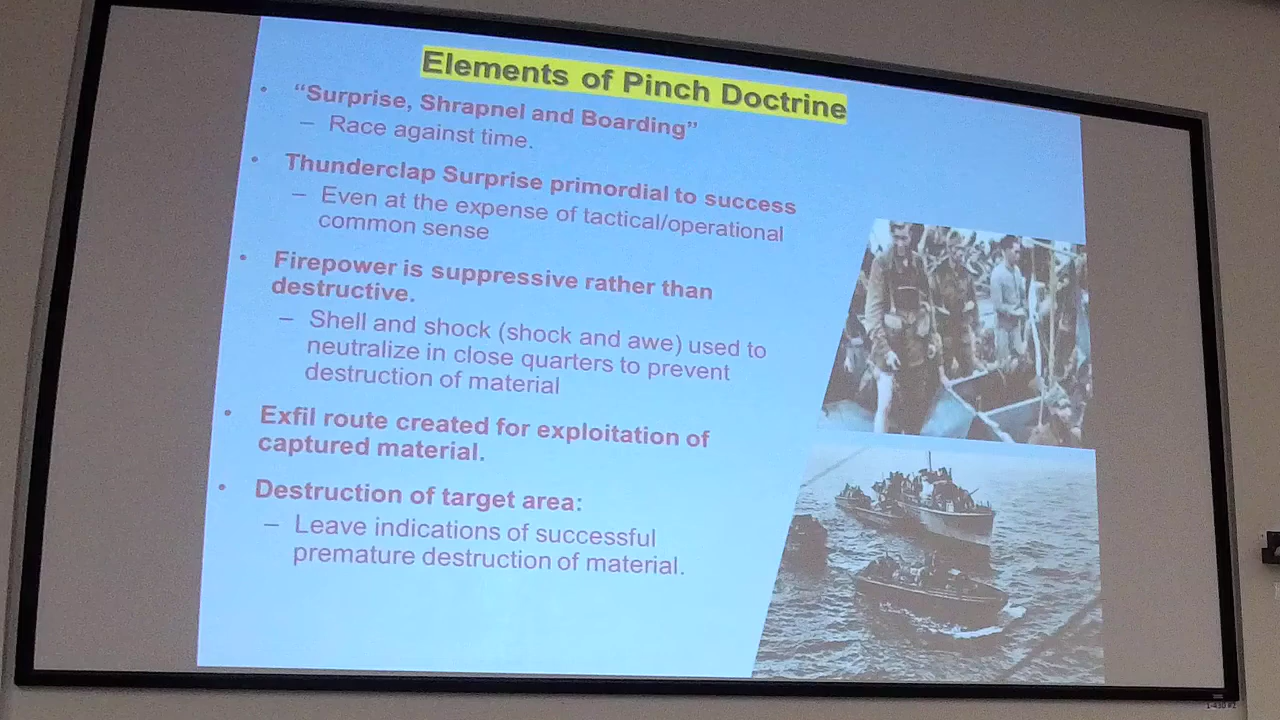 Elements of Pinch Doctrine
• “Surprise, Shrapnel and Boarding”
– Race against time.
• Thunderclap Surprise primordial to success
– Even at the expense of tactical/operational
common sense
• Firepower is suppressive rather than
destructive.
– Shell and shock (shock and awe) used to
neutralize in close quarters to prevent
destruction of material
• Exfil route created for exploitation of
captured material.
• Destruction of target area:
– Leave indications of successful
premature destruction of material.